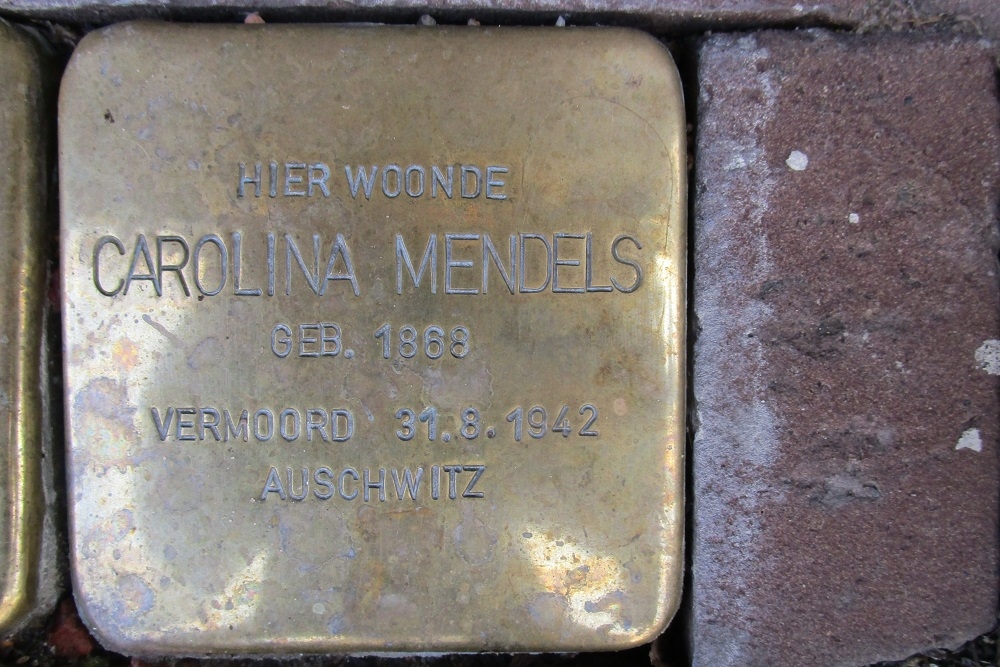 HIER WOONDE
CAROLINA MENDELS
GEB. 1868
VERMOORD 31.8.1942
AUSCHWITZ